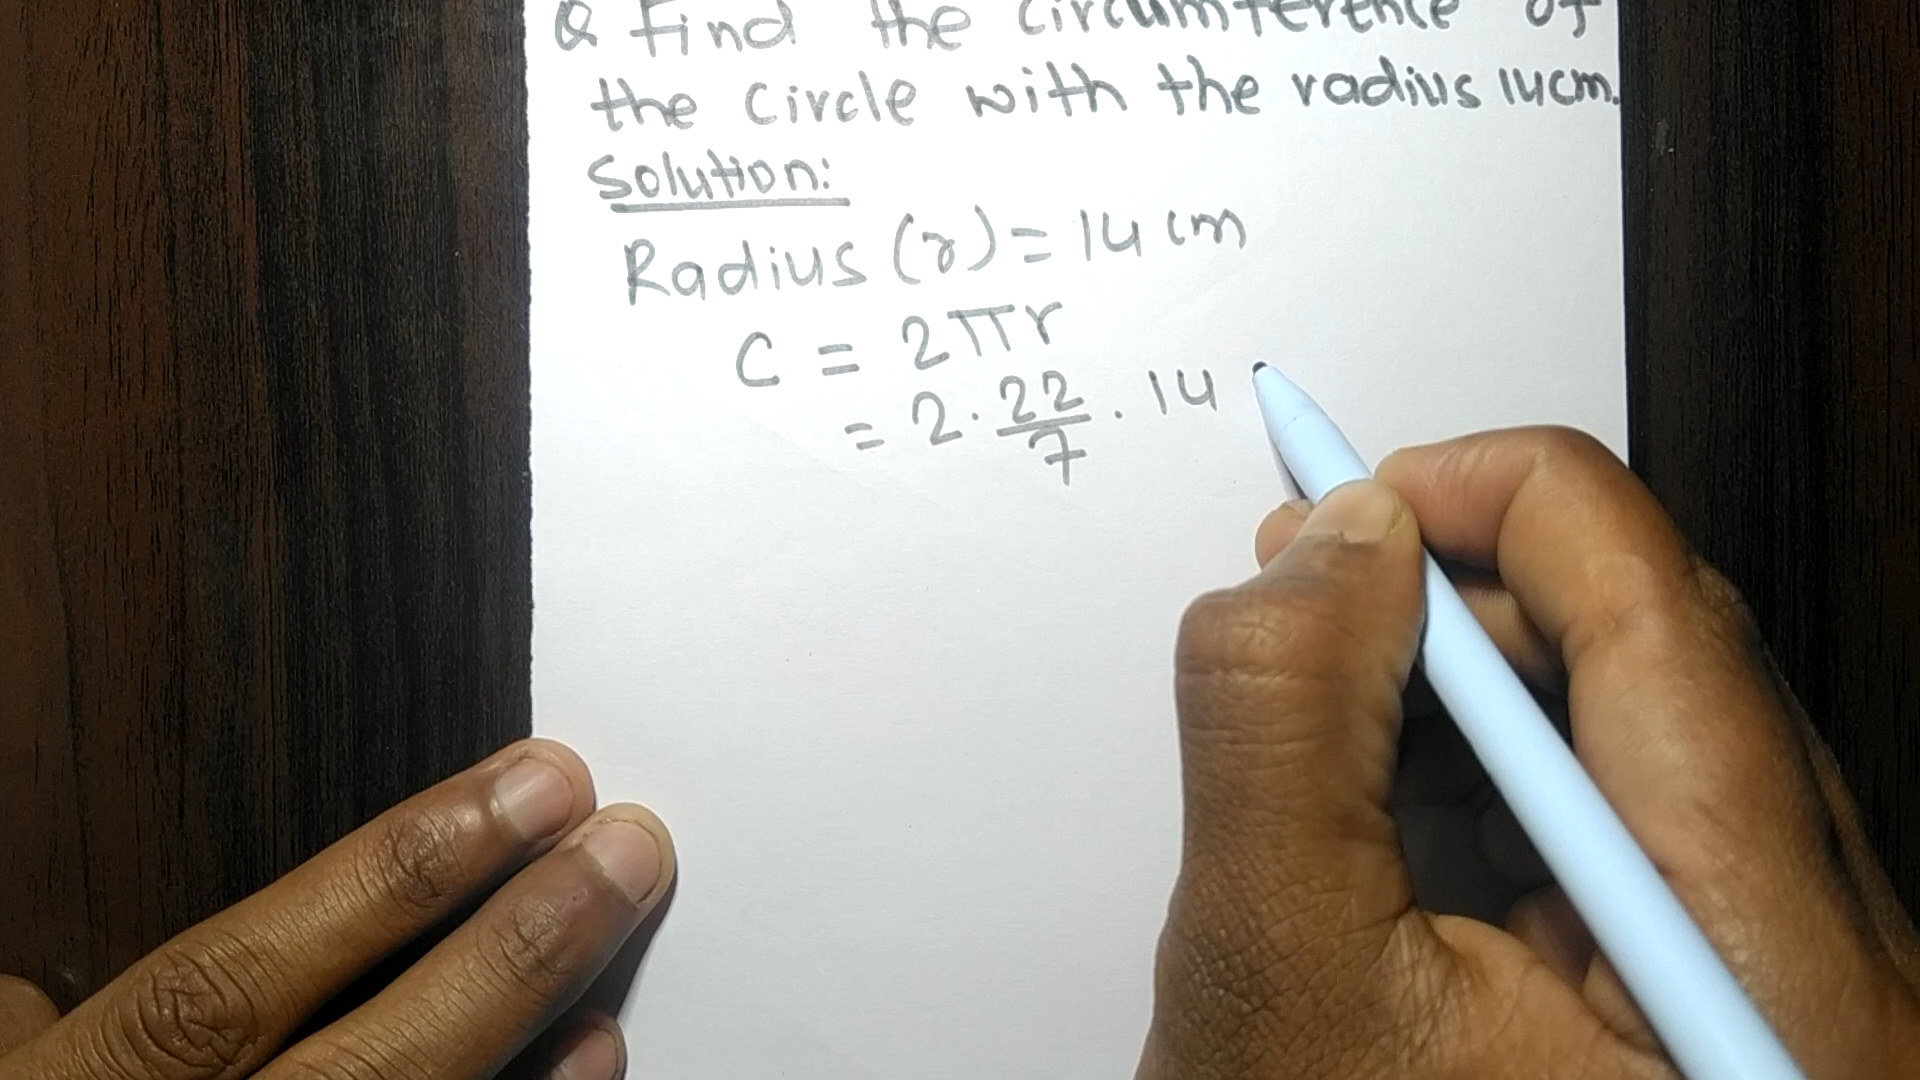 Q Find the circumference of
the circle with the radius 14cm.
Solution:
Radius (r) = 14 cm
C = 2πr
= 2 . 22/7 . 14